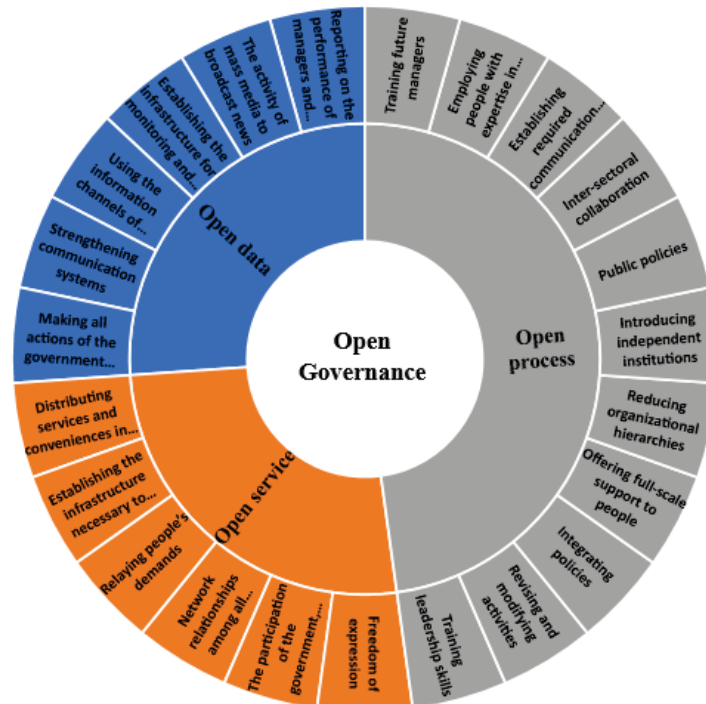 Open
Governance
Open
process
Training future
managers
Employing
people with
expertise in...
Establishing
required
communication...
Inter-sectoral
collaboration
Public policies
Introducing
independent
institutions
Reducing
organizational
hierarchies
Offering full-scale
support to
people
Integrating
policies
Revising and
modifying
activities
Training
leadership skills
Open service
Freedom of
expression
The participation
of the
government,...
Network
relationships
among all...
Relaying people's
demands
Establishing the
infrastructure
necessary to...
Distributing
services and
conveniences in...
Open data
Making all
actions of the
government...
Strengthening
communication
systems
Using the
information
channels of...
Establishing the
infrastructure for
monitoring and...
The activity of
mass media to
broadcast news
Reporting on the
performance of
managers and...